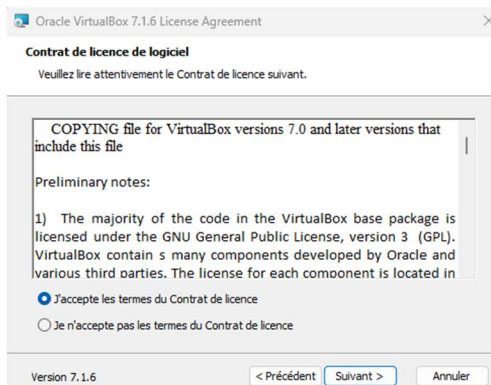 Oracle VirtualBox 7.1.6 License Agreement
Contrat de licence de logiciel
Veuillez lire attentivement le Contrat de licence suivant.
COPYING file for VirtualBox versions 7.0 and later versions that
include this file
Preliminary notes:
1) The majority of the code in the VirtualBox base package is
licensed under the GNU General Public License, version 3 (GPL).
VirtualBox contain s many components developed by Oracle and
various third parties. The license for each component is located in
J'accepte les termes du Contrat de licence
Je n'accepte pas les termes du Contrat de licence
Version 7.1.6
< Précédent
Suivant >
Annuler